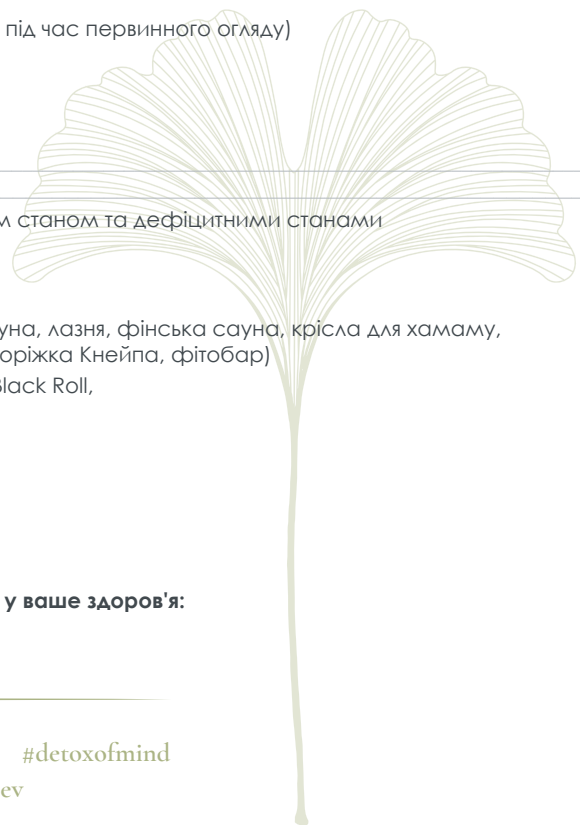 під час первинного огляду)
м станом та дефіцитними станами
уна, лазня, фінська сауна, крісла для хамаму,
оріжка Кнейпа, фітобар)
Black Roll,
у ваше здоров'я:
#detoxofmind
ev